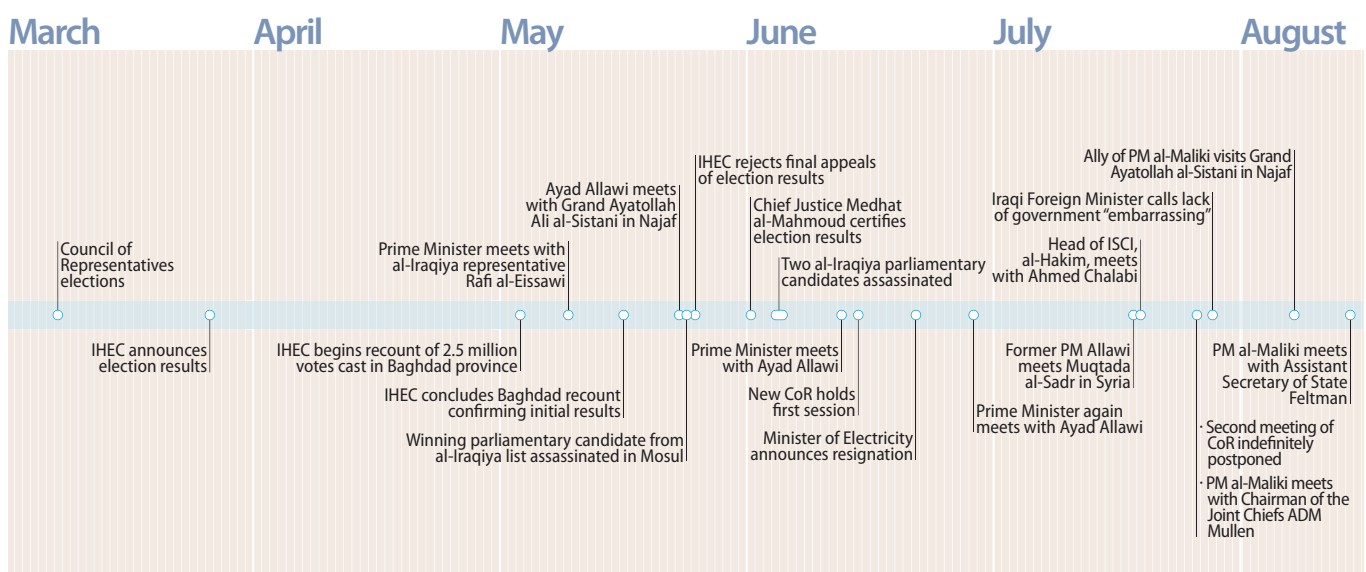 March
April
May
June
July
August
Council of
Representatives
elections
IHEC announces
election results
IHEC begins recount of 2.5 million
votes cast in Baghdad province
Prime Minister meets with
al-Iraqiya representative
Rafi al-Eissawi
IHEC concludes Baghdad recount
confirming initial results
Ayad Allawi meets
with Grand Ayatollah
Ali al-Sistani in Najaf
Winning parliamentary candidate from
al-Iraqiya list assassinated in Mosul
IHEC rejects final appeals
of election results
Chief Justice Medhat
al-Mahmoud certifies
election results
Two al-Iraqiya parliamentary
candidates assassinated
Prime Minister meets
with Ayad Allawi
New CoR holds
first session
Minister of Electricity
announces resignation
Prime Minister again
meets with Ayad Allawi
Former PM Allawi
meets Muqtada
al-Sadr in Syria
Head of ISCI,
al-Hakim, meets
with Ahmed Chalabi
· Second meeting of
CoR indefinitely
postponed
· PM al-Maliki meets
with Chairman of the
Joint Chiefs ADM
Mullen
Iraqi Foreign Minister calls lack
of government “embarrassing”
Ally of PM al-Maliki visits Grand
Ayatollah al-Sistani in Najaf
PM al-Maliki meets
with Assistant
Secretary of State
Feltman